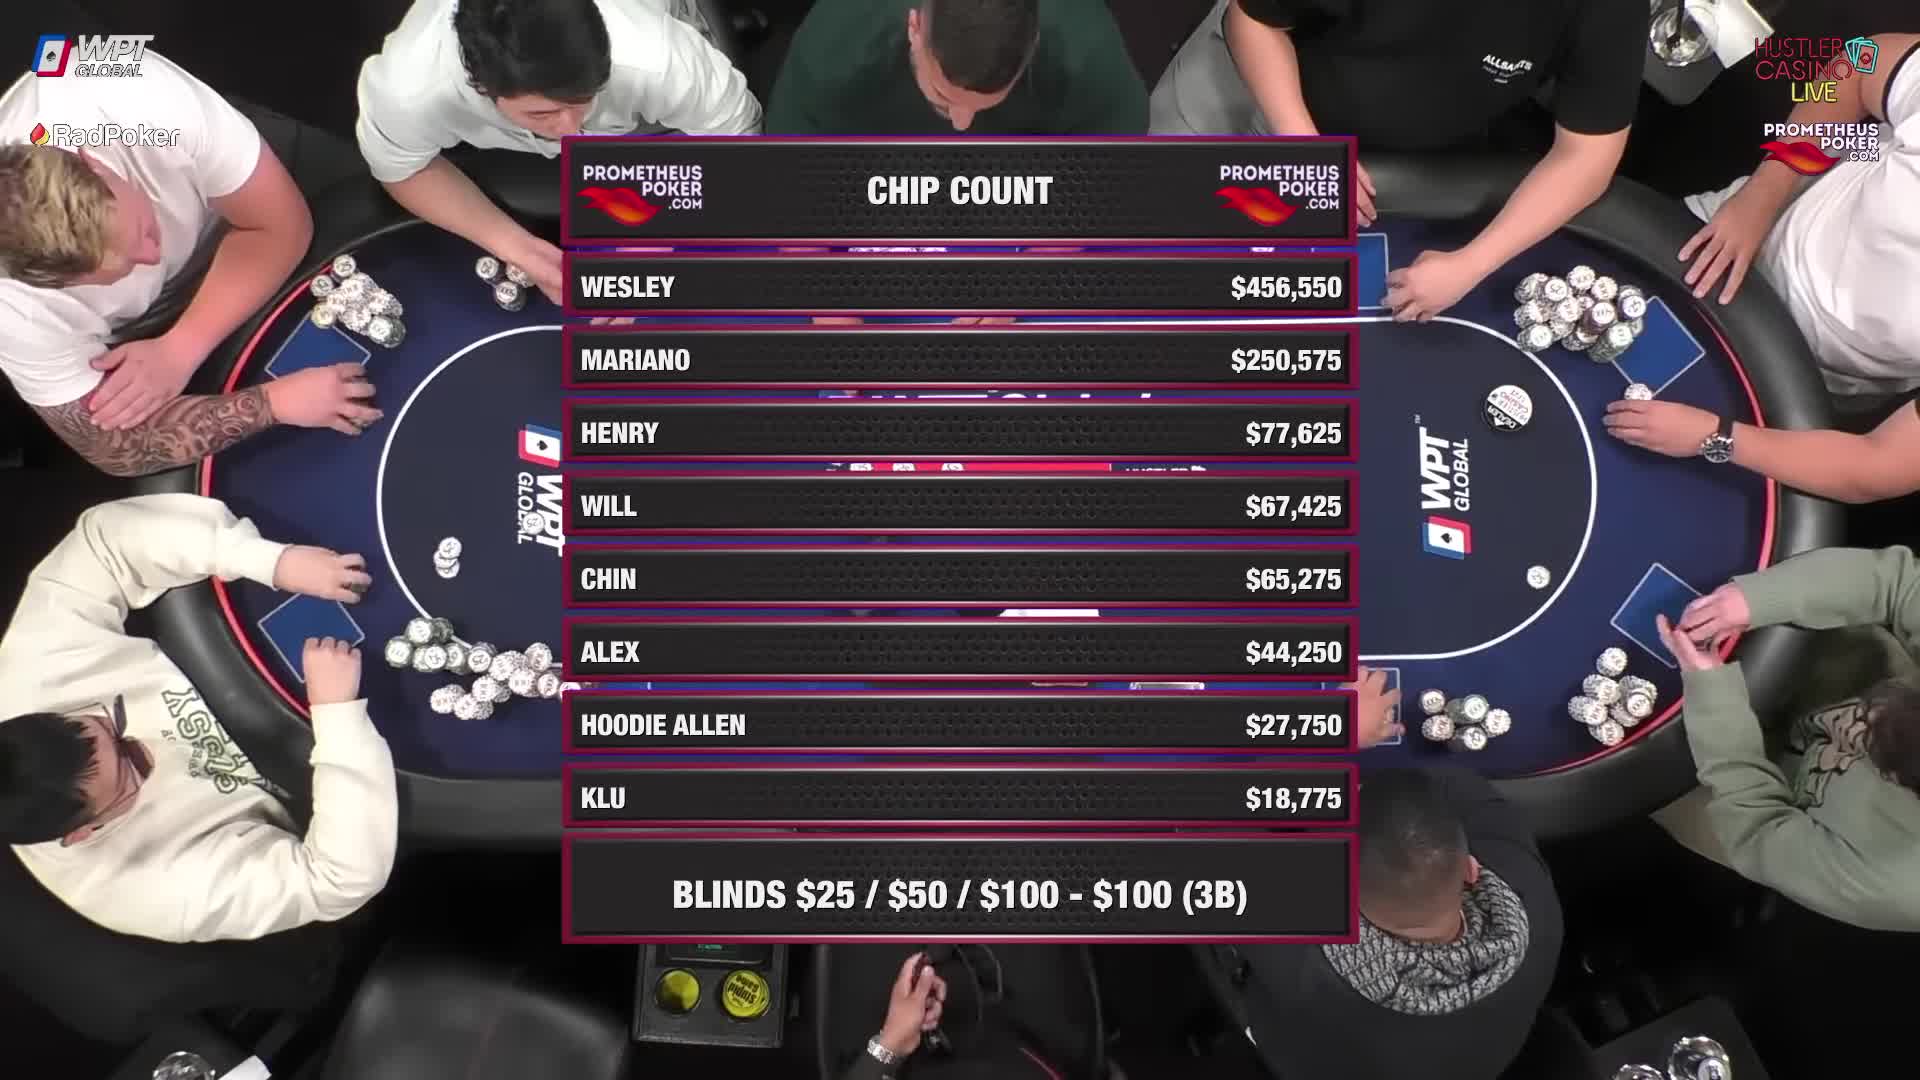 WPT
GLOBAL
RadPoker
HUSTLER
CASINO
LIVE
PROMETHEUS
POKER
.COM
ALLSAINTS
PROMETHEUS
POKER
.COM
CHIP COUNT
PROMETHEUS
POKER
.COM
WESLEY $456,550
MARIANO $250,575
HENRY $77,625
WILL $67,425
CHIN $65,275
ALEX $44,250
HOODIE ALLEN $27,750
KLU $18,775
BLINDS $25 / $50 / $100 - $100 (3B)
WPT
GLOBAL
WPT
GLOBAL
DEALER